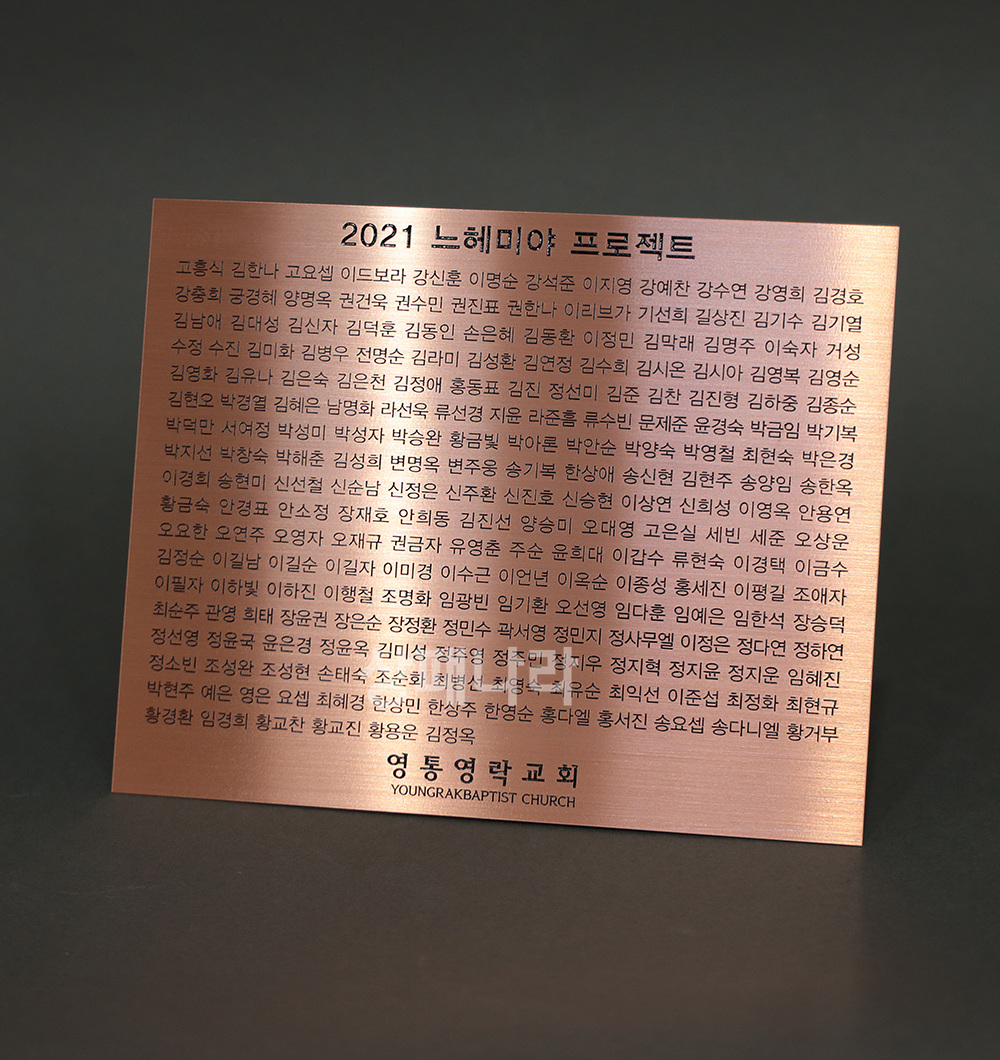 2021 느헤미야 프로젝트
고흥식 김한나 고요셉 이드보라 강신훈 이명순 강석준 이지영 강예찬 강수연 강영희 김경호
강충희 궁경혜 양명옥 권건욱 권수민 권진표 권한나 이리브가 기선희 길상진 김기수 김기열
김남애 김대성 김신자 김덕훈 김동인 손은혜 김동환 이정민 김막래 김명주 이숙자 거성
수정 수진 김미화 김병우 전명순 김라미 김성환 김연정 김수희 김시온 김시아 김영복 김영순
김영화 김유나 김은숙 김은천 김정애 홍동표 김진 정선미 김준 김찬 김진형 김하중 김종순
김현오 박경열 김혜은 남명화 라선욱 류선경 지윤 라준흠 류수빈 문제준 윤경숙 박금임 박기복
박덕만 서여정 박성미 박성자 박승완 황금빛 박아론 박안순 박양숙 박영철 최현숙 박은경
박지선 박창숙 박해춘 김성희 변명옥 변주웅 송기복 한상애 송신현 김현주 송양임 송한옥
이경희 송현미 신선철 신순남 신정은 신주환 신진호 신승현 이상연 신희성 이영옥 안용연
황금숙 안경표 안소정 장재호 안희동 김진선 양승미 오대영 고은실 세빈 세준 오상운
오요한 오연주 오영자 오재규 권금자 유영춘 주순 윤희대 이갑수 류현숙 이경택 이금수
김정순 이길남 이길순 이길자 이미경 이수근 이언년 이옥순 이종성 홍세진 이평길 조애자
이필자 이하빛 이하진 이행철 조명화 임광빈 임기환 오선영 임다훈 임예은 임한석 장승덕
최순주 관영 희태 장윤권 장은순 장정환 정민수 곽서영 정민지 정사무엘 이정은 정다연 정하연
정선영 정윤국 윤은경 정윤옥 김미성 정지혁 정지윤 정지운 임혜진
정소빈 조성완 조성현 손태숙 조순화 최병선 최영숙 최유순 최익선 이준섭 최정화 최현규
박현주 예은 영은 요셉 최혜경 한상민 한상주 한영순 홍다엘 홍서진 송요셉 송다니엘 황거부
황경환 임경희 황교찬 황교진 황용운 김정옥
영통영락교회
YOUNGRAKBAPTIST CHURCH